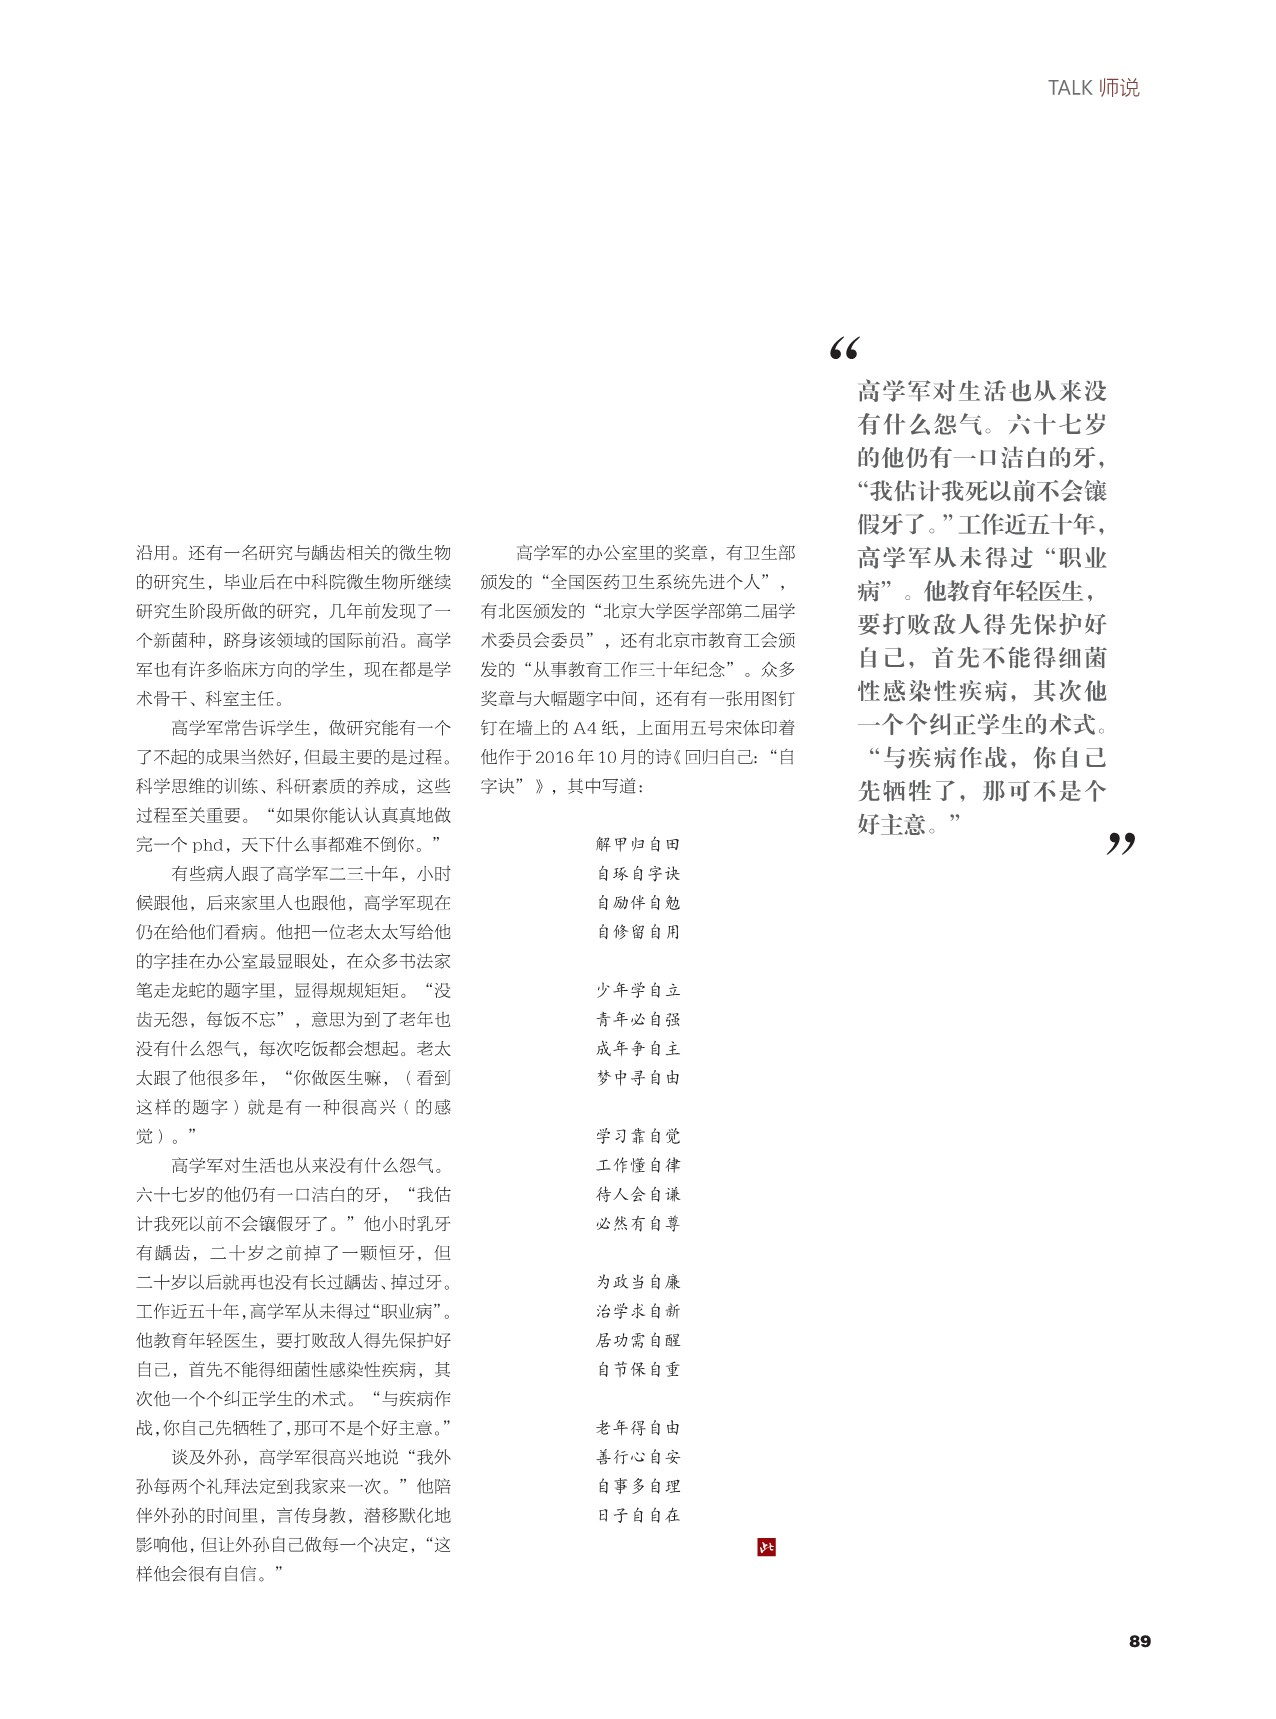 TALK 师说
沿用。还有一名研究与龋齿相关的微生物
的研究生，毕业后在中科院微生物所继续
研究生阶段所做的研究，几年前发现了一
个新菌种，跻身该领域的国际前沿。高学
军也有许多临床方向的学生，现在都是学
术骨干、科室主任。
高学军常告诉学生，做研究能有一个
了不起的成果当然好，但最主要的是过程。
科学思维的训练、科研素质的养成，这些
过程至关重要。“如果你能认认真真地做
完一个 phd，天下什么事都难不倒你。”
有些病人跟了高学军二三十年，小时
候跟他，后来家里人也跟他，高学军现在
仍在给他们看病。他把一位老太太写给他
的字挂在办公室最显眼处，在众多书法家
笔走龙蛇的题字里，显得规规矩矩。“没
齿无怨，每饭不忘”，意思为到了老年也
没有什么怨气，每次吃饭都会想起。老太
太跟了他很多年，“你做医生嘛，（看到
这样的题字）就是有一种很高兴（的感
觉）。”
高学军对生活也从来没有什么怨气。
六十七岁的他仍有一口洁白的牙，“我估
计我死以前不会镶假牙了。”他小时乳牙
有龋齿，二十岁之前掉了一颗恒牙，但
二十岁以后就再也没有长过龋齿、掉过牙。
工作近五十年，高学军从未得过“职业病”。
他教育年轻医生，要打败敌人得先保护好
自己，首先不能得细菌性感染性疾病，其
次他一个个纠正学生的术式。“与疾病作
战，你自己先牺牲了，那可不是个好主意。”
谈及外孙，高学军很高兴地说“我外
孙每两个礼拜法定到我家来一次。”他陪
伴外孙的时间里，言传身教，潜移默化地
影响他，但让外孙自己做每一个决定，“这
样他会很有自信。”
高学军的办公室里的奖章，有卫生部
颁发的“全国医药卫生系统先进个人”，
有北医颁发的“北京大学医学部第二届学
术委员会委员”，还有北京市教育工会颁
发的“从事教育工作三十年纪念”。众多
奖章与大幅题字中间，还有有一张用图钉
钉在墙上的 A4 纸，上面用五号宋体印着
他作于 2016 年 10 月的诗《回归自己：“自
字诀”》，其中写道：
解甲归自田
自琢自字诀
自励伴自勉
自修留自用
少年学自立
青年必自强
成年争自主
梦中寻自由
学习靠自觉
工作懂自律
待人会自谦
必然有自尊
为政当自廉
治学求自新
居功需自醒
自节保自重
老年得自由
善行心自安
自事多自理
日子自自在
“
高学军对生活也从来没
有什么怨气。六十七岁
的他仍有一口洁白的牙，
“我估计我死以前不会镶
假牙了。”工作近五十年，
高学军从未得过“职业
病”。他教育年轻医生，
要打败敌人得先保护好
自己，首先不能得细菌
性感染性疾病，其次他
一个个纠正学生的术式。
“与疾病作战，你自己
先牺牲了，那可不是个
好主意。”
”
89